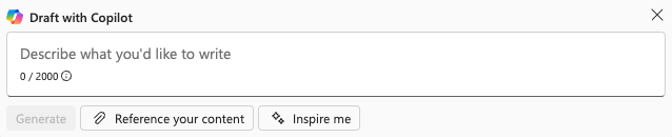 Draft with Copilot
Describe what you'd like to write
0 / 2000
Generate Reference your content Inspire me